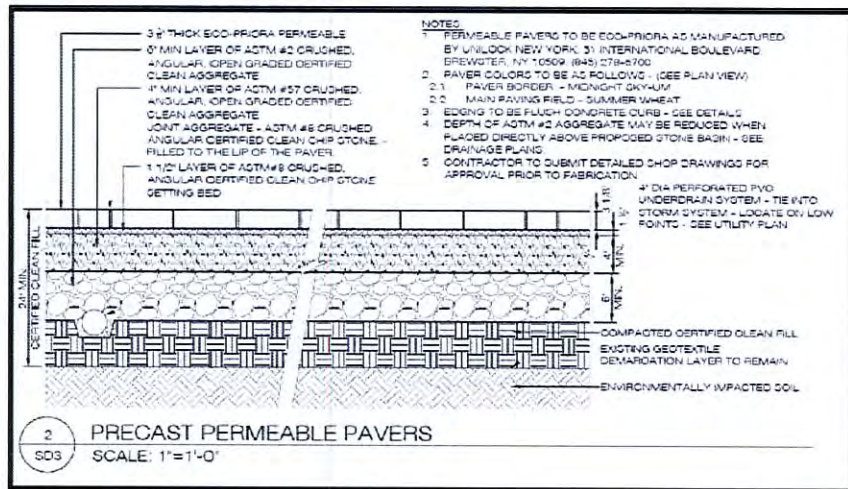 3 ⅛" THICK ECO-PRIORA PERMEABLE
6" MIN LAYER OF ASTM #2 CRUSHED,
ANGULAR, OPEN GRADED CERTIFIED
CLEAN AGGREGATE
4" MIN LAYER OF ASTM #57 CRUSHED,
ANGULAR, OPEN GRADED CERTIFIED
CLEAN AGGREGATE
JOINT AGGREGATE - ASTM #8 CRUSHED
ANGULAR CERTIFIED CLEAN CHIP STONE, -
FILLED TO THE LIP OF THE PAVER
1 1/2" LAYER OF ASTM#8 CRUSHED,
ANGULAR CERTIFIED CLEAN CHIP STONE
SETTING BED
NOTES
1. PERMEABLE PAVERS TO BE ECO-PRIORA AS MANUFACTURED
BY UNILOCK NEW YORK, 51 INTERNATIONAL BOULEVARD
BREWSTER, NY 10509. (845) 278-6700
2. PAVER COLORS TO BE AS FOLLOWS - (SEE PLAN VIEW)
2.1 PAVER BORDER - MIDNIGHT SKY-UM
2.2 MAIN PAVING FIELD - SUMMER WHEAT
3. EDGING TO BE FLUSH CONCRETE CURB - SEE DETAILS
4. DEPTH OF ASTM #2 AGGREGATE MAY BE REDUCED WHEN
PLACED DIRECTLY ABOVE PROPOSED STONE BASIN - SEE
DRAINAGE PLANS
5. CONTRACTOR TO SUBMIT DETAILED SHOP DRAWINGS FOR
APPROVAL PRIOR TO FABRICATION
4" DIA PERFORATED PVC
UNDERDRAIN SYSTEM - TIE INTO
STORM SYSTEM - LOCATE ON LOW
POINTS - SEE UTILITY PLAN
3 1/8"
1 ½"
4"
MIN.
6"
MIN.
24" MIN.
CERTIFIED CLEAN FILL
COMPACTED CERTIFIED CLEAN FILL
EXISTING GEOTEXTILE
DEMARCATION LAYER TO REMAIN
ENVIRONMENTALLY IMPACTED SOIL
2
SD3
PRECAST PERMEABLE PAVERS
SCALE: 1"=1'-0"